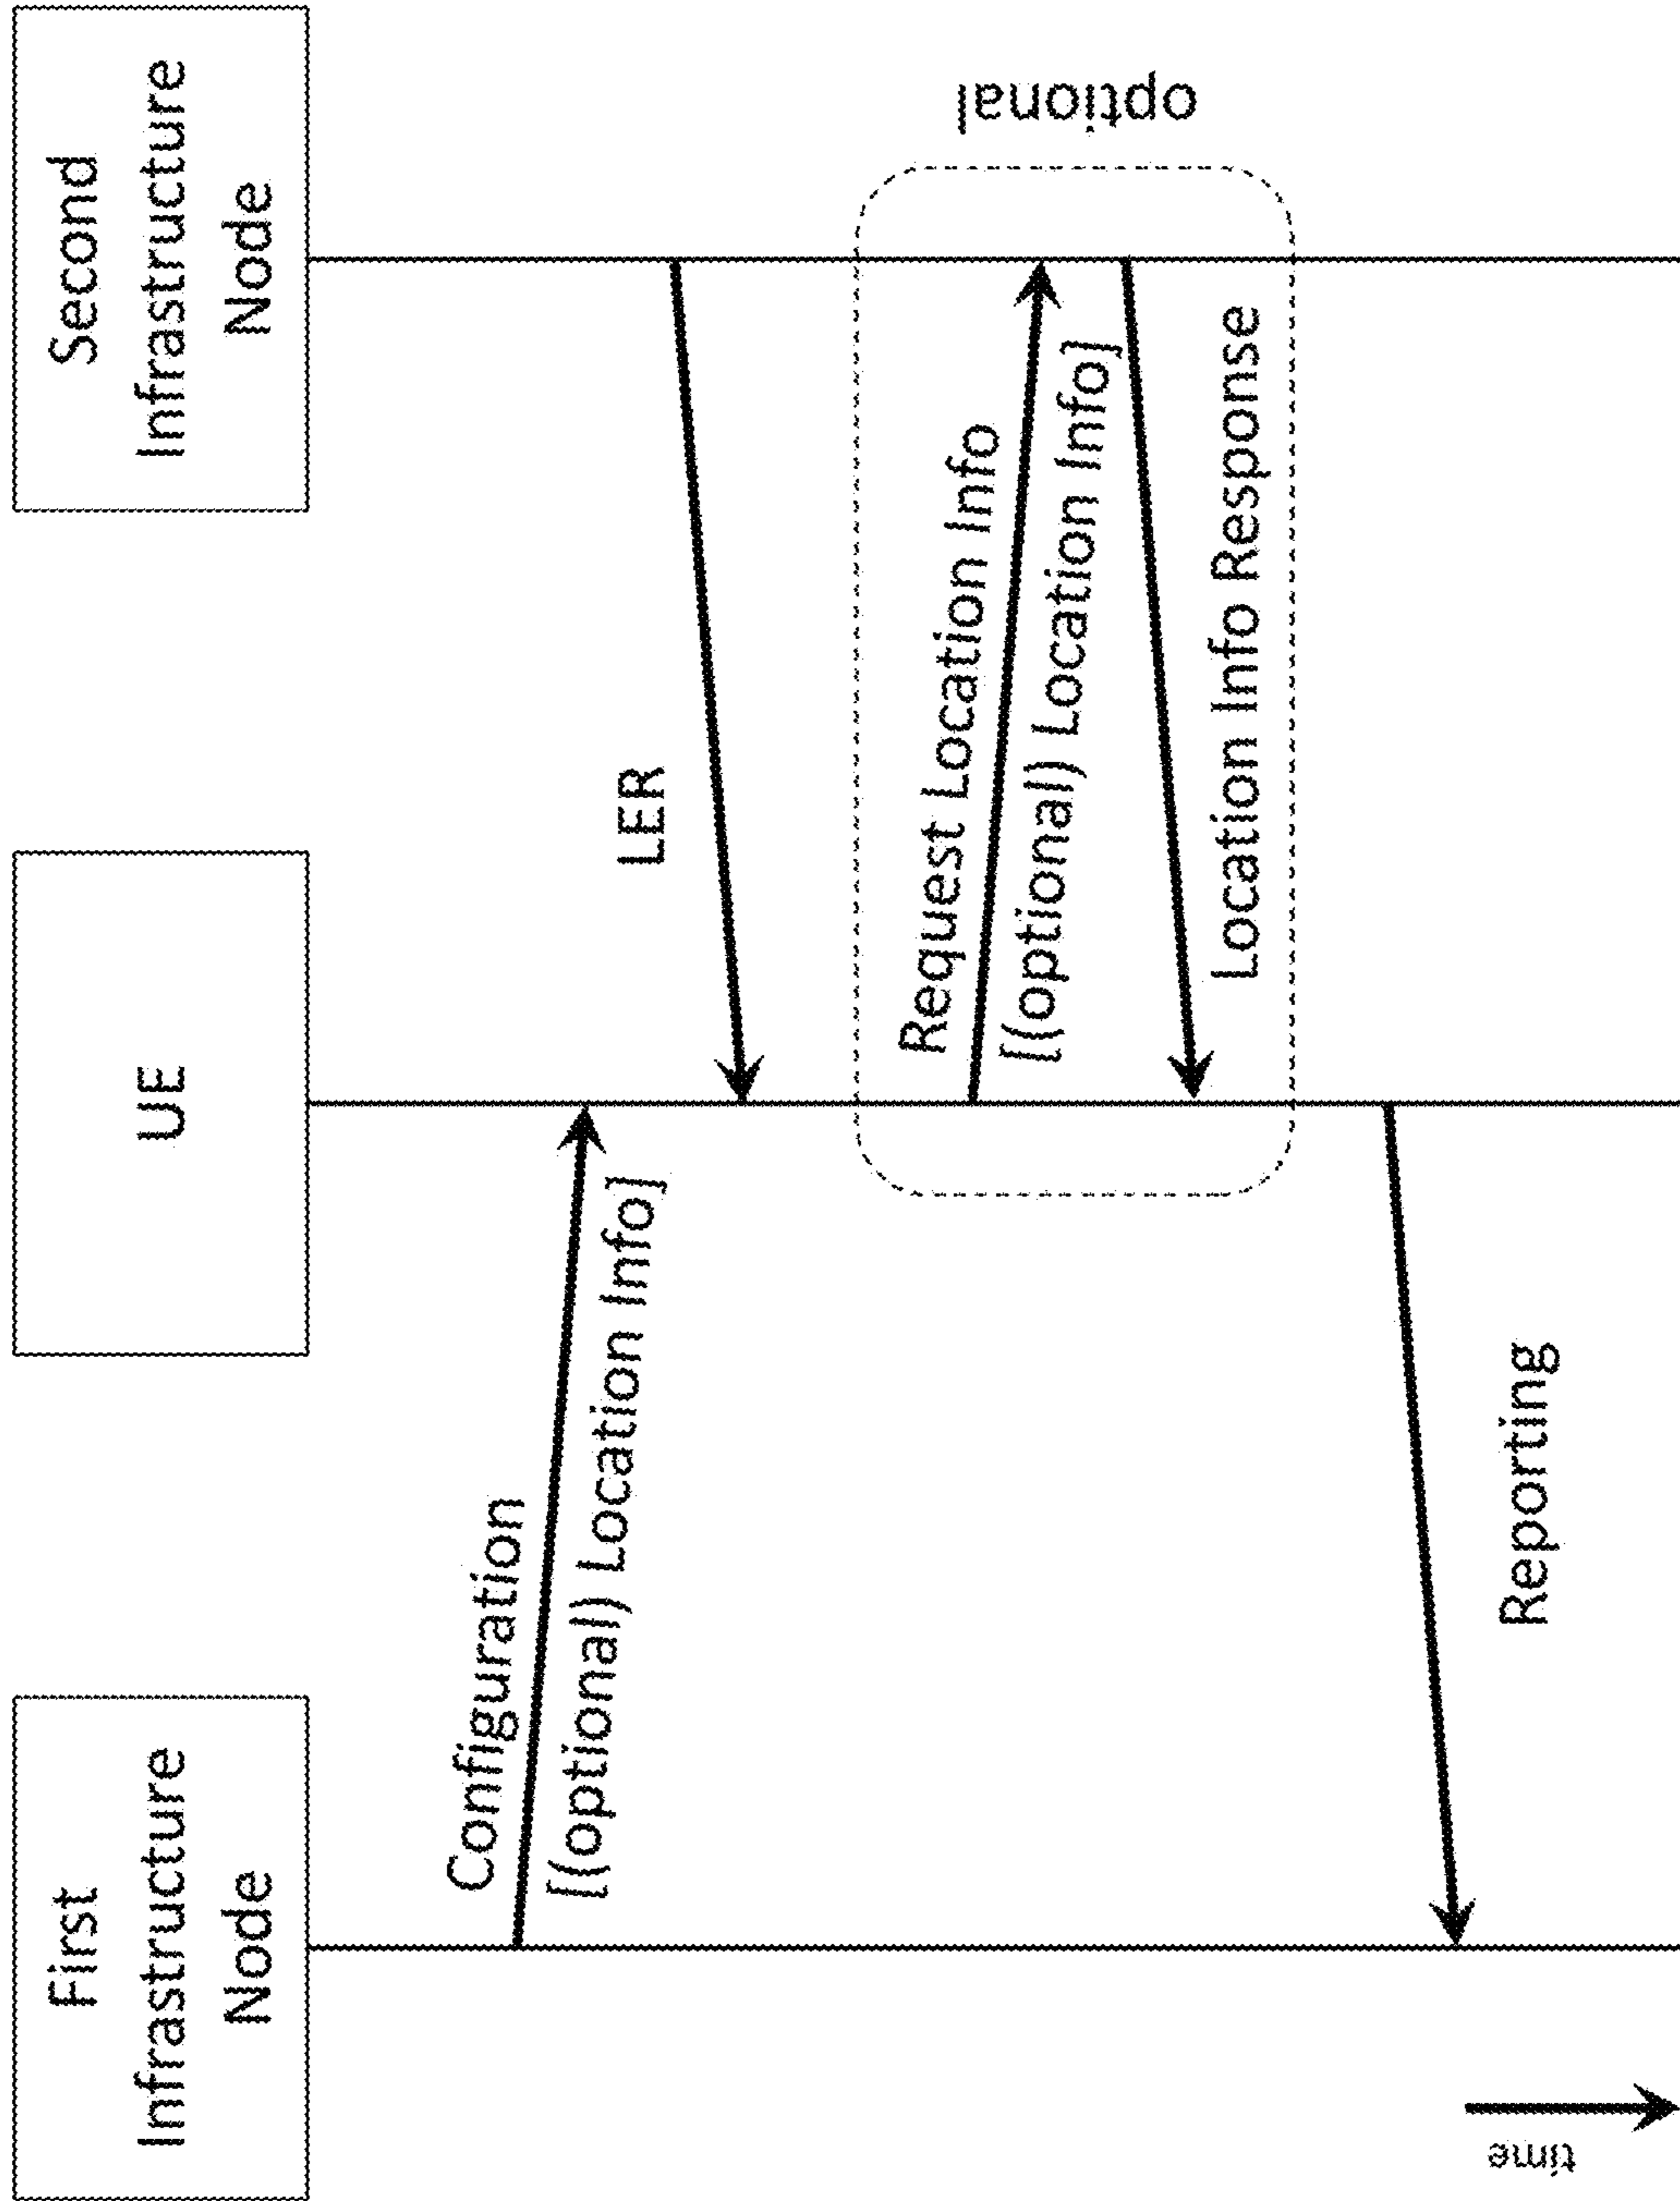 First
Infrastructure
Node
UE
Second
Infrastructure
Node
Configuration
[(optional) Location Info]
LER
Request Location Info
[(optional) Location Info]
Location Info Response
optional
Reporting
time